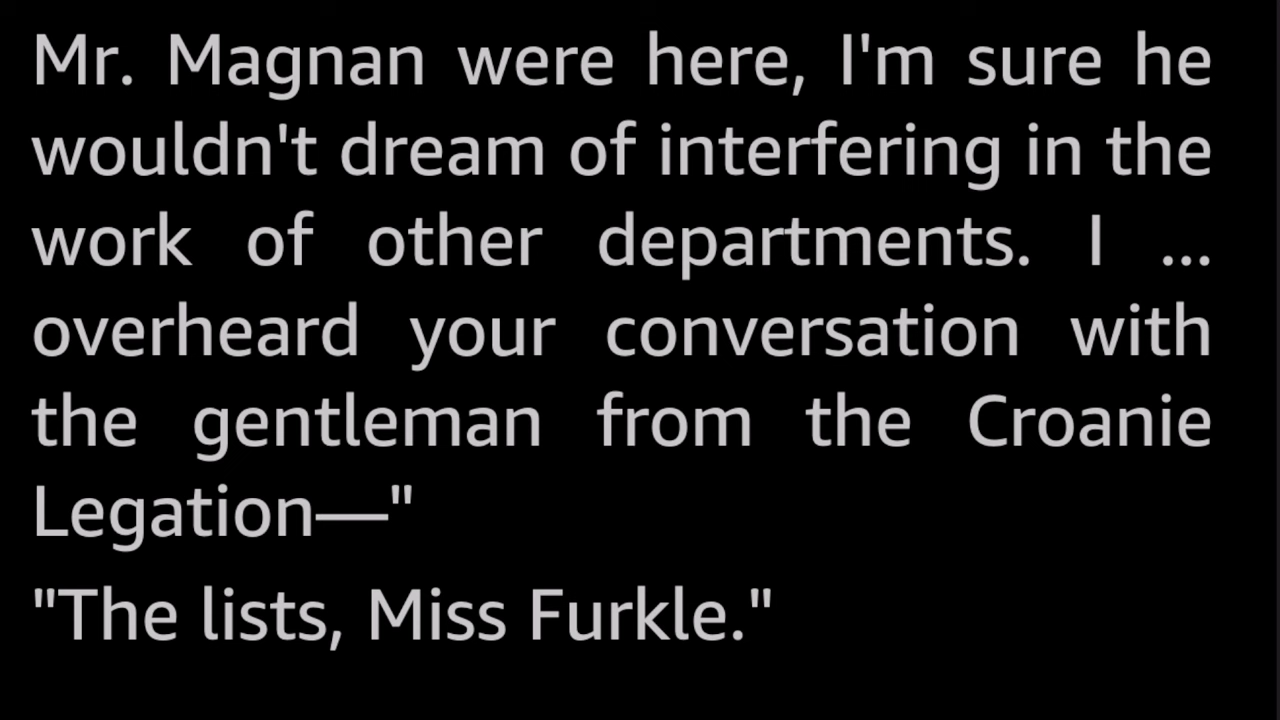 Mr. Magnan were here, I'm sure he
wouldn't dream of interfering in the
work of other departments. I ...
overheard your conversation with
the gentleman from the Croanie
Legation—"
"The lists, Miss Furkle."